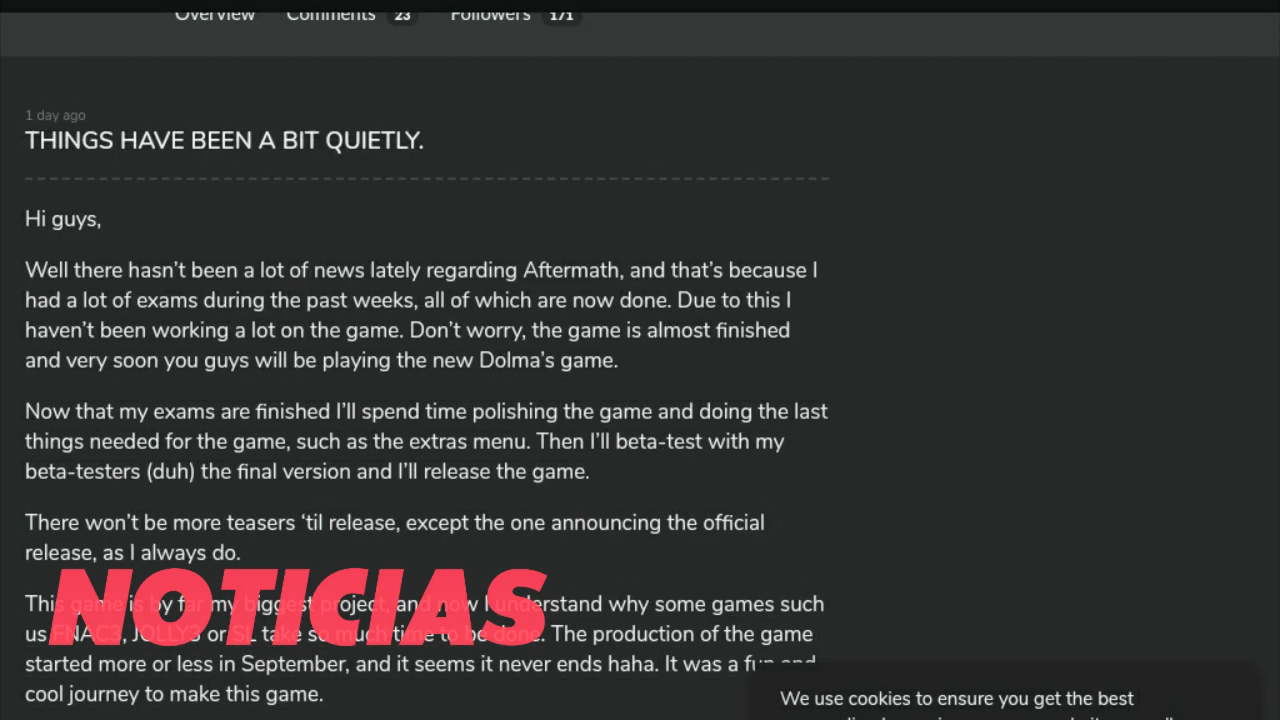 Overview Comments 23 Followers 171
1 day ago
THINGS HAVE BEEN A BIT QUIETLY.
Hi guys,
Well there hasn't been a lot of news lately regarding Aftermath, and that's because I
had a lot of exams during the past weeks, all of which are now done. Due to this I
haven't been working a lot on the game. Don't worry, the game is almost finished
and very soon you guys will be playing the new Dolma's game.
Now that my exams are finished I'll spend time polishing the game and doing the last
things needed for the game, such as the extras menu. Then I'll beta-test with my
beta-testers (duh) the final version and I'll release the game.
There won't be more teasers 'til release, except the one announcing the official
release, as I always do.
This game is by far my biggest project, and now I understand why some games such
us FNAC3, JOLLY3 or SL take so much time to be done. The production of the game
NOTICIAS
started more or less in September, and it seems it never ends haha. It was a fun and
cool journey to make this game.
We use cookies to ensure you get the best